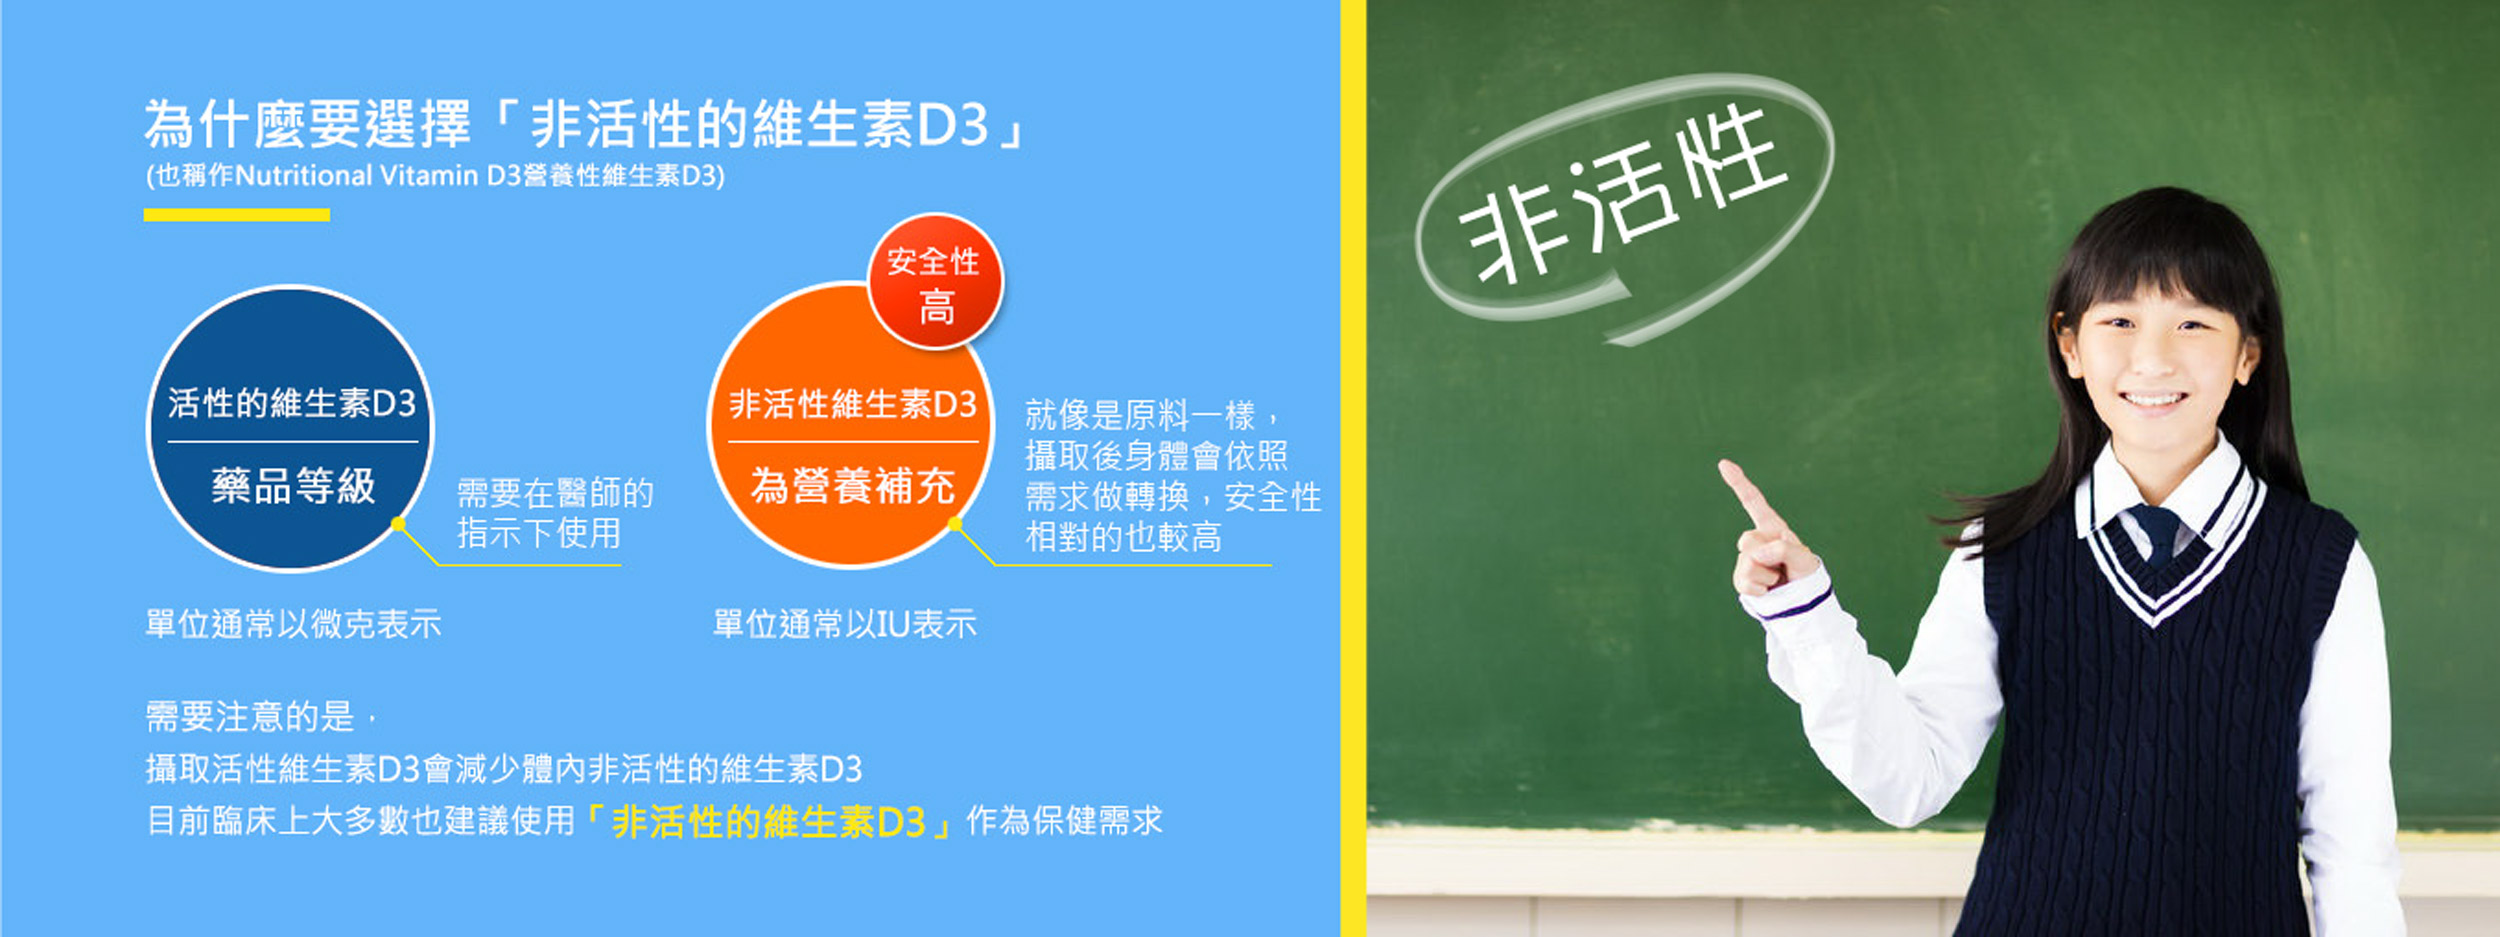 為什麼要選擇「非活性的維生素D3」
(也稱作Nutritional Vitamin D3營養性維生素D3)
活性的維生素D3
藥品等級
需要在醫師的
指示下使用
單位通常以微克表示
安全性
高
非活性維生素D3
為營養補充
就像是原料一樣，
攝取後身體會依照
需求做轉換，安全性
相對的也較高
單位通常以IU表示
需要注意的是，
攝取活性維生素D3會減少體內非活性的維生素D3
目前臨床上大多數也建議使用「非活性的維生素D3」作為保健需求
非活性